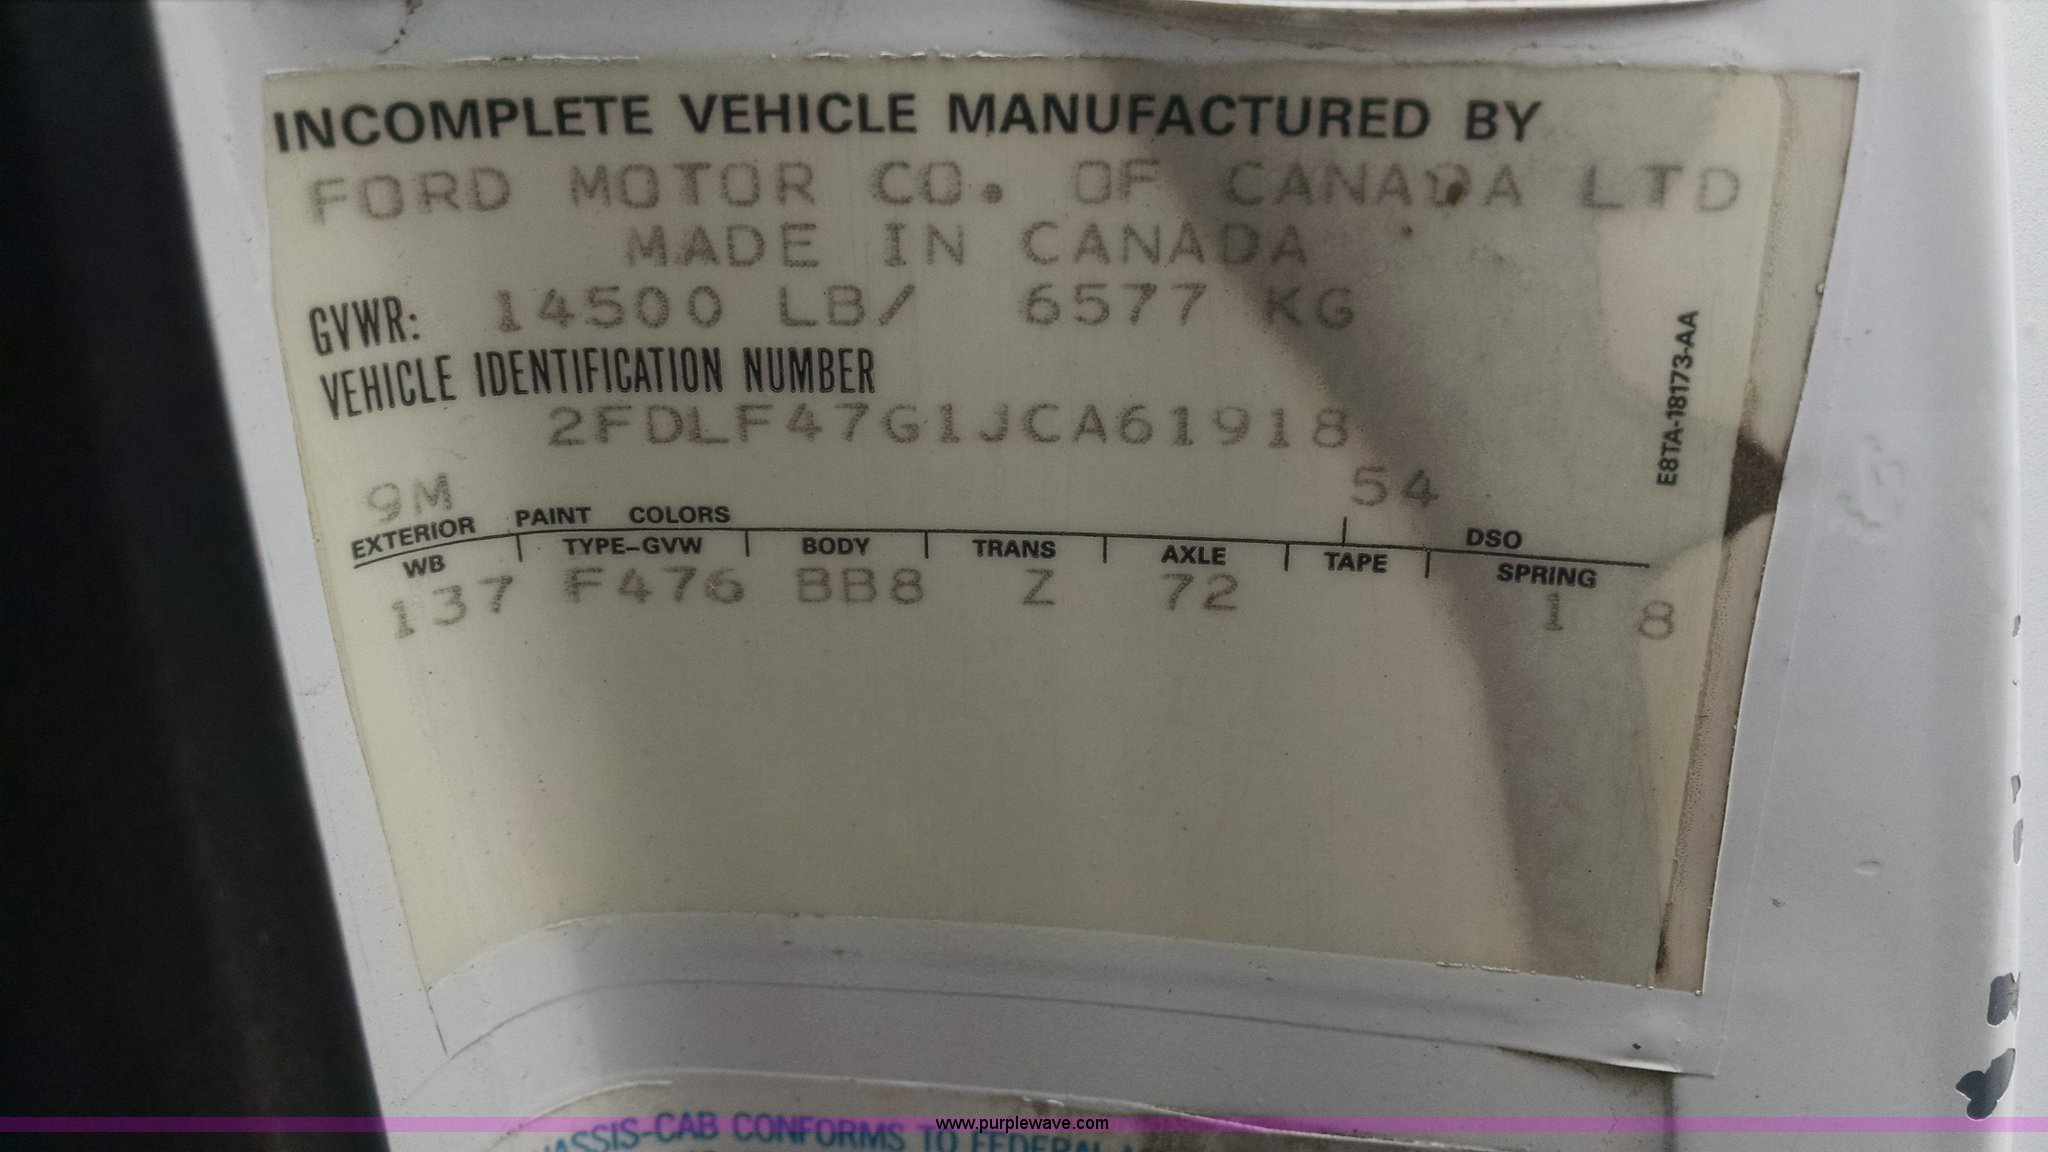 INCOMPLETE VEHICLE MANUFACTURED BY
FORD MOTOR CO. OF CANADA LTD
MADE IN CANADA
GVWR: 14500 LB/ 6577 KG
VEHICLE IDENTIFICATION NUMBER
2FDLF47G1JCA61918
E8TA-18173-AA
9M 54
EXTERIOR PAINT COLORS DSO
WB TYPE-GVW BODY TRANS AXLE TAPE SPRING
137 F476 BB8 Z 72 1 8
www.purplewave.com
CONFORMS TO FEDERAL